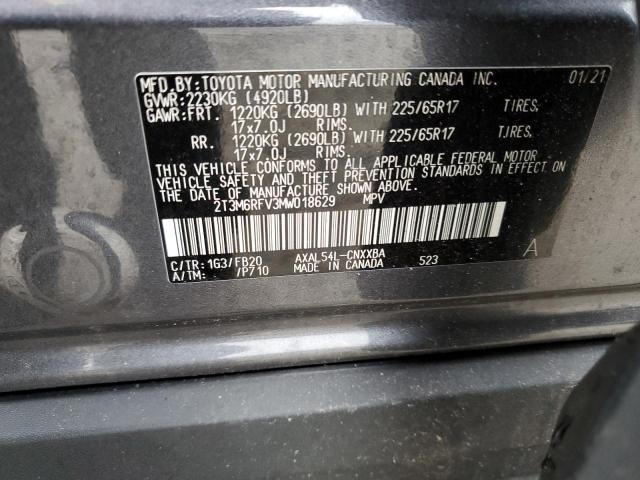 MFD.BY:TOYOTA MOTOR MANUFACTURING CANADA INC. 01/21
GVWR:2230KG (4920LB)
GAWR:FRT. 1220KG (2690LB) WITH 225/65R17 TIRES,
17x7.0J RIMS.
RR. 1220KG (2690LB) WITH 225/65R17 TIRES,
17x7.0J RIMS.
THIS VEHICLE CONFORMS TO ALL APPLICABLE FEDERAL MOTOR
VEHICLE SAFETY AND THEFT PREVENTION STANDARDS IN EFFECT ON
THE DATE OF MANUFACTURE SHOWN ABOVE.
2T3M6RFV3MW018629 MPV
C/TR: 1G3/FB20 AXAL54L-CNXXBA A
A/TM: /P710 MADE IN CANADA 523